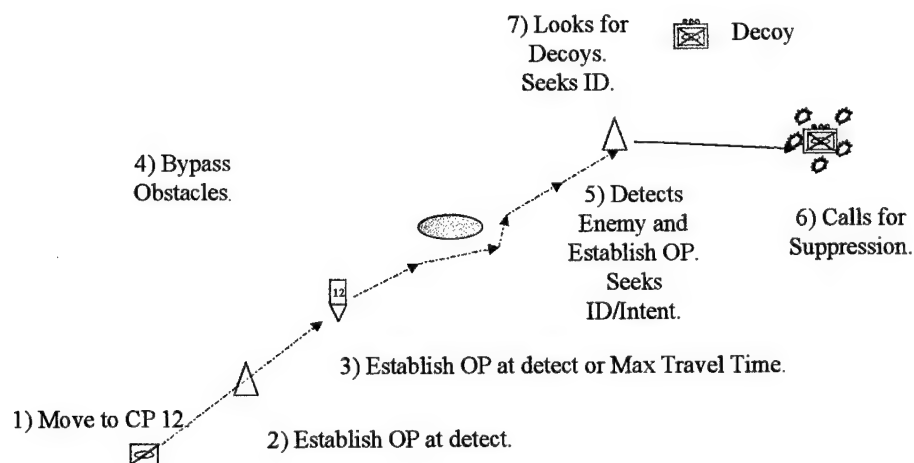 7) Looks for
Decoys.
Seeks ID.
Decoy
4) Bypass
Obstacles.
5) Detects
Enemy and
Establish OP.
Seeks
ID/Intent.
6) Calls for
Suppression.
12
3) Establish OP at detect or Max Travel Time.
1) Move to CP 12
2) Establish OP at detect.